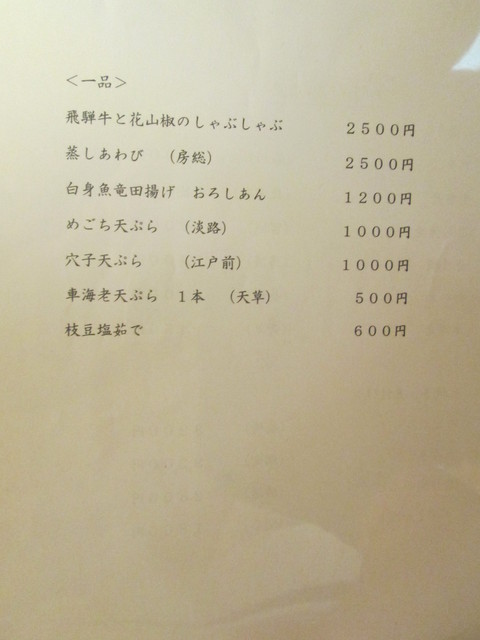 ＜一品＞
飛騨牛と花山椒のしゃぶしゃぶ　２５００円
蒸しあわび　（房総）　２５００円
白身魚竜田揚げ　おろしあん　１２００円
めごち天ぷら　（淡路）　１０００円
穴子天ぷら　（江戸前）　１０００円
車海老天ぷら　１本　（天草）　５００円
枝豆塩茹で　６００円